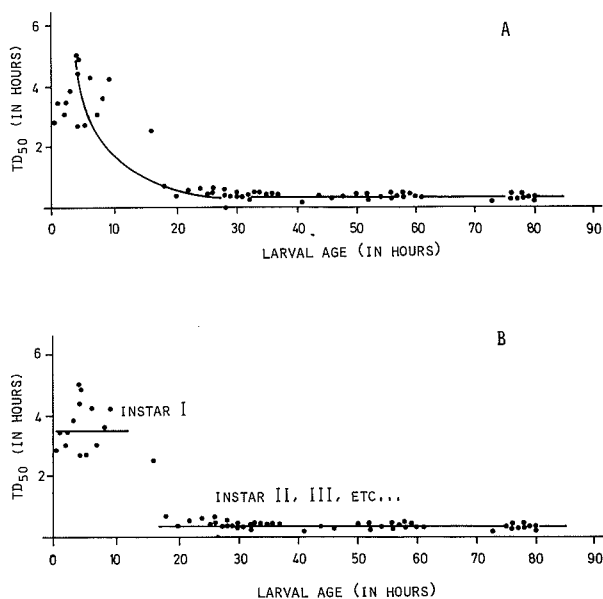 A
TD50 (IN HOURS)
6
4
2
0
0 10 20 30 40 50 60 70 80 90
LARVAL AGE (IN HOURS)
B
TD50 (IN HOURS)
6
4
2
0
INSTAR I
INSTAR II, III, ETC...
0 10 20 30 40 50 60 70 80 90
LARVAL AGE (IN HOURS)